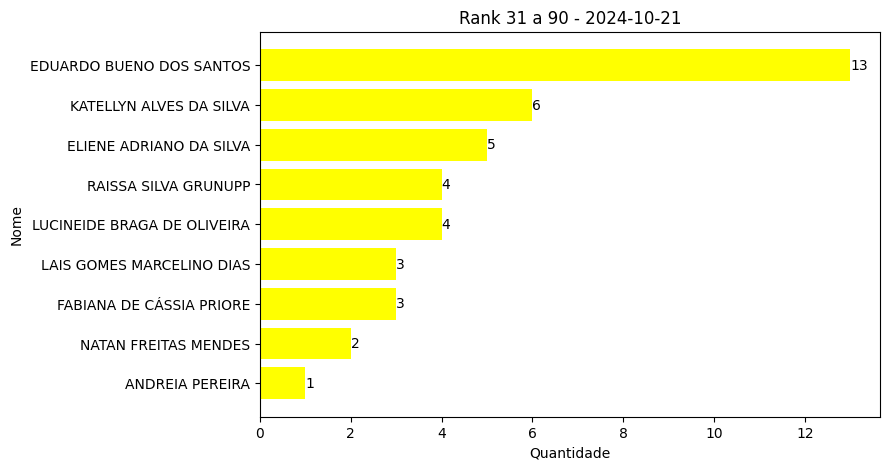 Rank 31 a 90 - 2024-10-21
EDUARDO BUENO DOS SANTOS 13
KATELLYN ALVES DA SILVA 6
ELIENE ADRIANO DA SILVA 5
RAISSA SILVA GRUNUPP 4
LUCINEIDE BRAGA DE OLIVEIRA 4
LAIS GOMES MARCELINO DIAS 3
FABIANA DE CÁSSIA PRIORE 3
NATAN FREITAS MENDES 2
ANDREIA PEREIRA 1
Nome
0 2 4 6 8 10 12
Quantidade